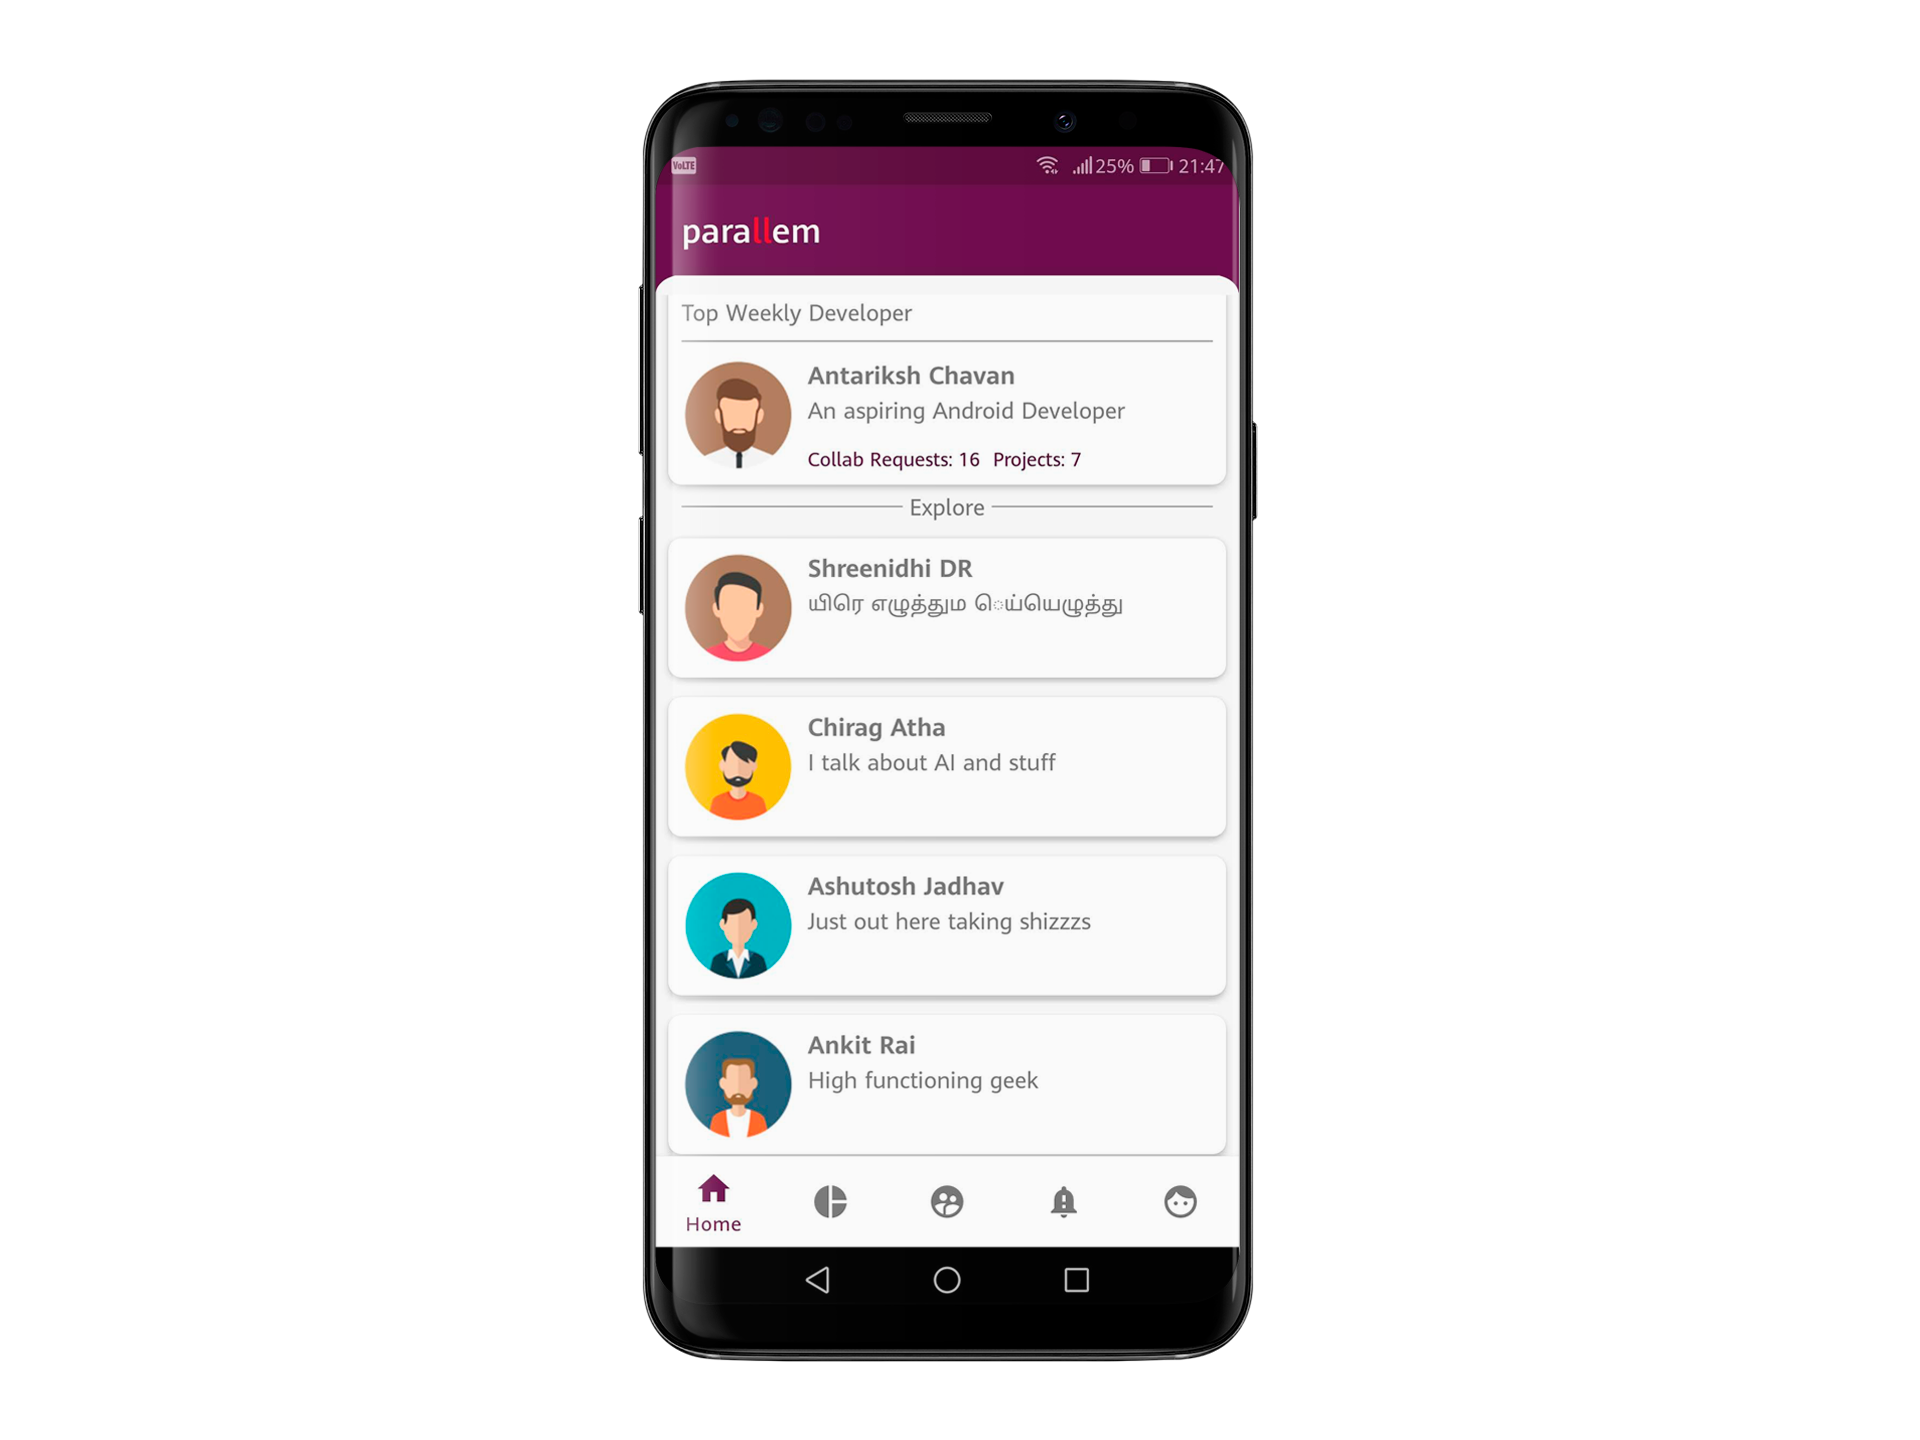 VoLTE 25% 21:47
parallem
Top Weekly Developer
Antariksh Chavan
An aspiring Android Developer
Collab Requests: 16 Projects: 7
Explore
Shreenidhi DR
யிரெ எழுத்தும ெய்யெழுத்து
Chirag Atha
I talk about AI and stuff
Ashutosh Jadhav
Just out here taking shizzzs
Ankit Rai
High functioning geek
Home